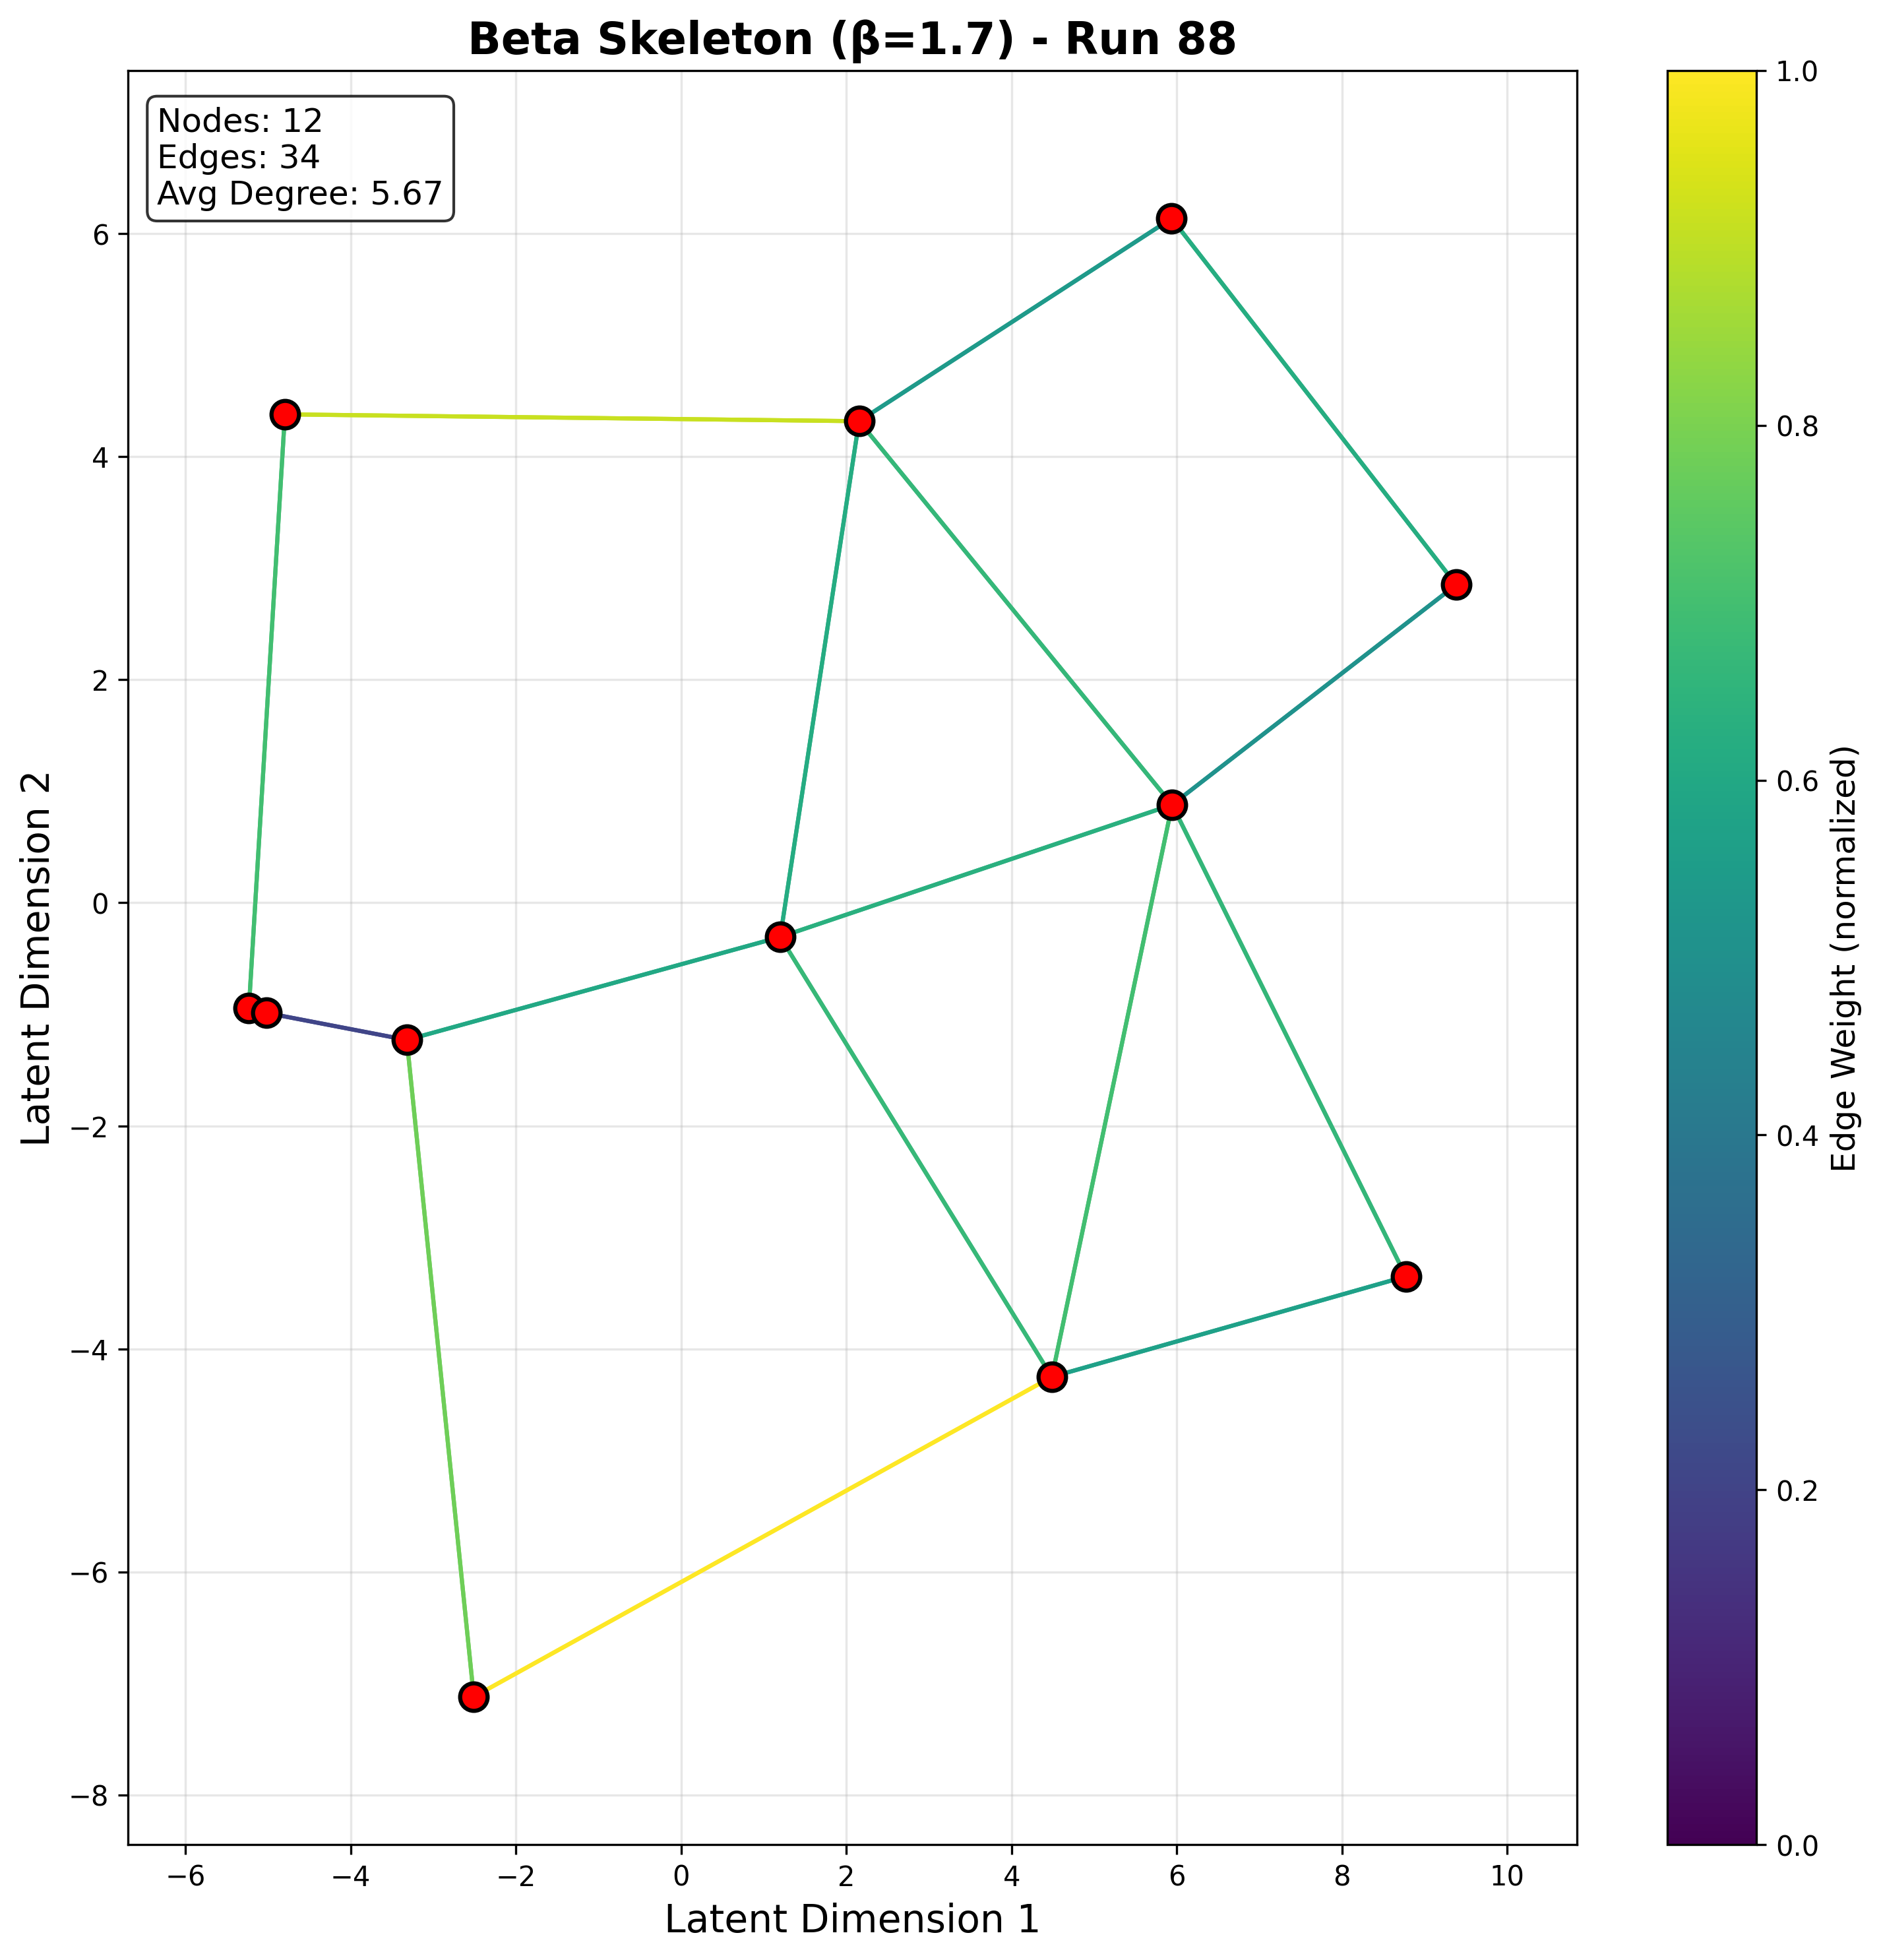 Beta Skeleton (β=1.7) - Run 88
Nodes: 12
Edges: 34
Avg Degree: 5.67
6
4
2
0
−2
−4
−6
−8
Latent Dimension 2
−6 −4 −2 0 2 4 6 8 10
Latent Dimension 1
1.0
0.8
0.6
0.4
0.2
0.0
Edge Weight (normalized)